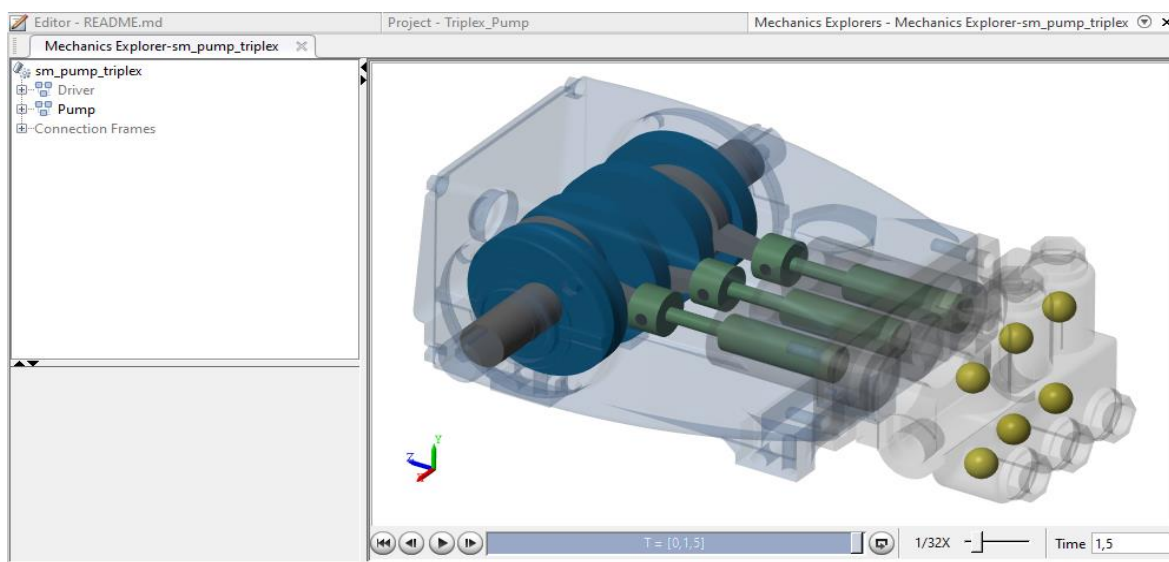 Editor - README.md
Project - Triplex_Pump
Mechanics Explorers - Mechanics Explorer-sm_pump_triplex
Mechanics Explorer-sm_pump_triplex
sm_pump_triplex
Driver
Pump
Connection Frames
Y
Z
X
T = [0,1,5]
1/32X
Time 1,5